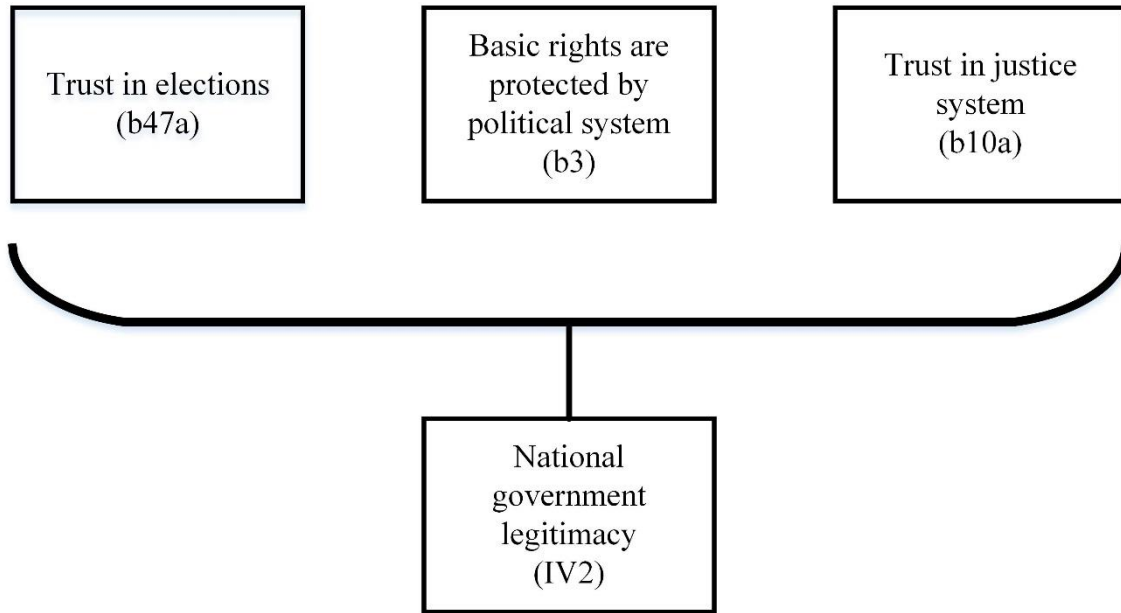 Trust in elections
(b47a)
Basic rights are
protected by
political system
(b3)
Trust in justice
system
(b10a)
National
government
legitimacy
(IV2)